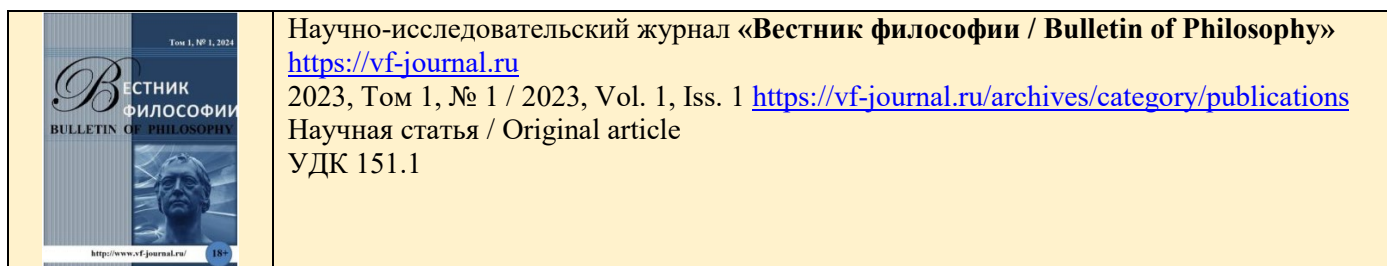 Том 1, № 1, 2024
ВЕСТНИК
ФИЛОСОФИИ
BULLETIN OF PHILOSOPHY
http://www.vf-journal.ru/
18+
Научно-исследовательский журнал «Вестник философии / Bulletin of Philosophy»
https://vf-journal.ru
2023, Том 1, № 1 / 2023, Vol. 1, Iss. 1 https://vf-journal.ru/archives/category/publications
Научная статья / Original article
УДК 151.1